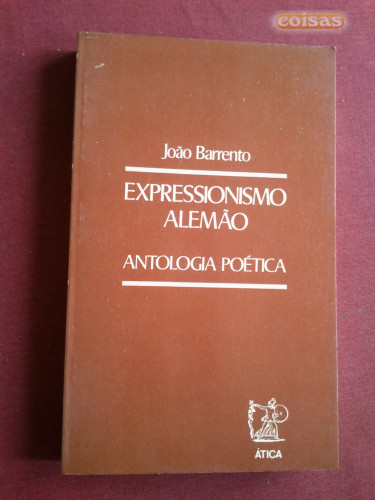 coisas
João Barrento
EXPRESSIONISMO
ALEMÃO
ANTOLOGIA POÉTICA
ÁTICA